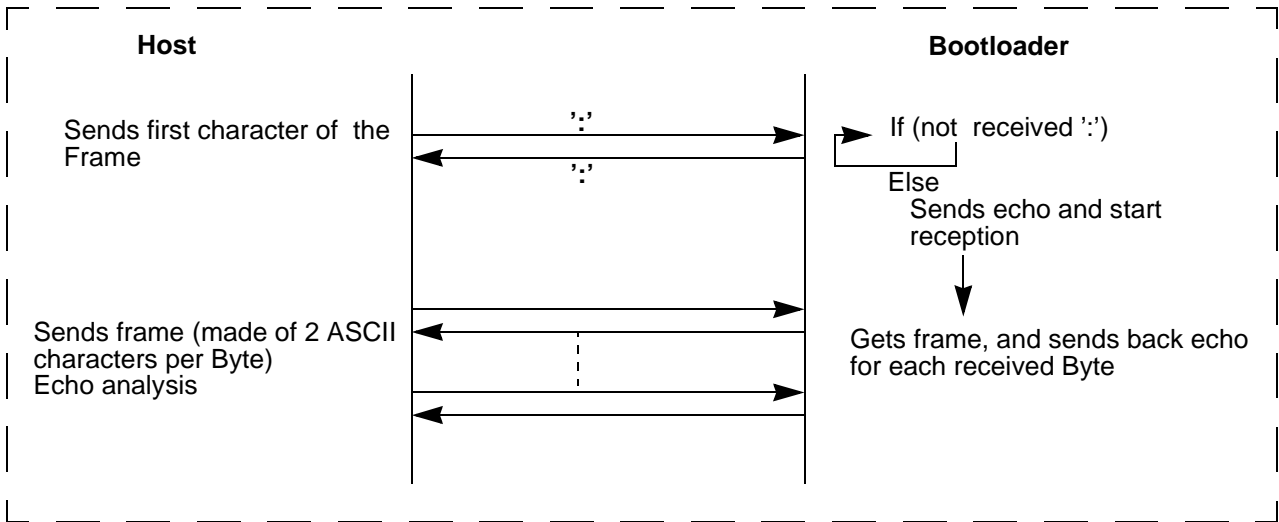 Host
Bootloader
Sends first character of the
Frame
':'
':'
If (not received ':')
Else
Sends echo and start
reception
Sends frame (made of 2 ASCII
characters per Byte)
Echo analysis
Gets frame, and sends back echo
for each received Byte